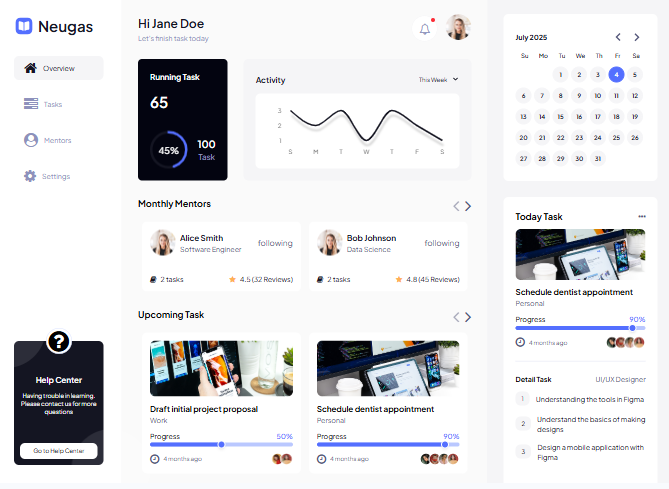 Neugas
Overview
Tasks
Mentors
Settings
?
Help Center
Having trouble in learning.
Please contact us for more
questions
Go to Help Center
Hi Jane Doe
Let's finish task today
Running Task
65
45%
100
Task
Activity
This Week
3
2
1
S M T W T F S
Monthly Mentors
Alice Smith
Software Engineer
following
2 tasks
4.5 (32 Reviews)
Bob Johnson
Data Science
following
2 tasks
4.8 (45 Reviews)
Upcoming Task
Draft initial project proposal
Work
Progress 50%
4 months ago
Schedule dentist appointment
Personal
Progress 90%
4 months ago
July 2025
Su Mo Tu We Th Fr Sa
1 2 3 4 5
6 7 8 9 10 11 12
13 14 15 16 17 18 19
20 21 22 23 24 25 26
27 28 29 30 31
Today Task
Schedule dentist appointment
Personal
Progress 90%
4 months ago
Detail Task UI/UX Designer
1 Understanding the tools in Figma
2 Understand the basics of making
designs
3 Design a mobile application with
Figma